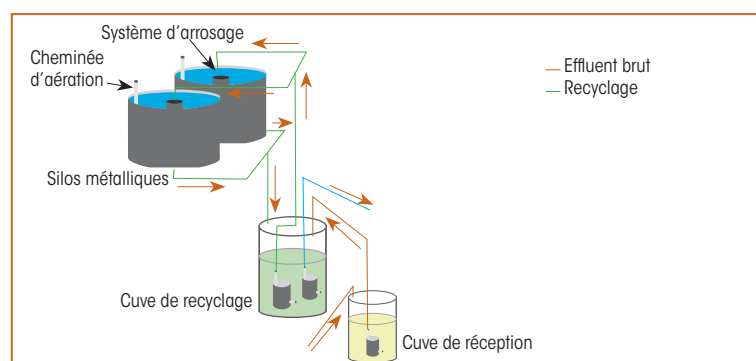 Système d'arrosage
Cheminée
d'aération
Effluent brut
Recyclage
Silos métalliques
Cuve de recyclage
Cuve de réception